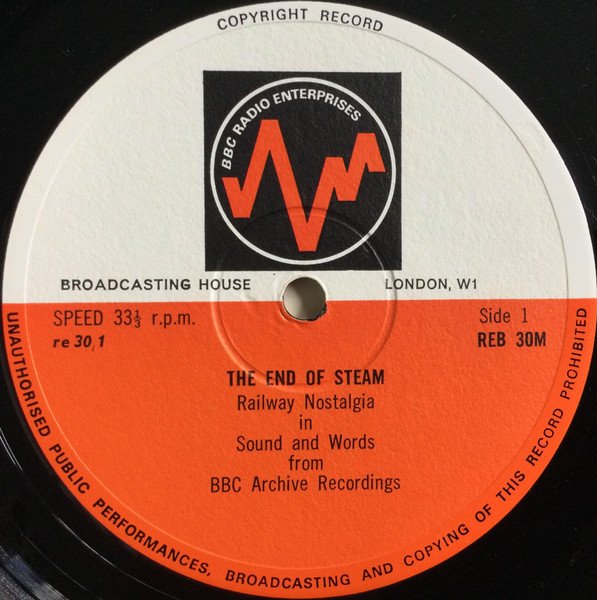 COPYRIGHT RECORD
BBC RADIO ENTERPRISES
BROADCASTING HOUSE LONDON, W1
SPEED 33⅓ r.p.m. Side 1
re 30,1 REB 30M
THE END OF STEAM
Railway Nostalgia
in
Sound and Words
from
BBC Archive Recordings
UNAUTHORISED PUBLIC PERFORMANCES, BROADCASTING AND COPYING OF THIS RECORD PROHIBITED